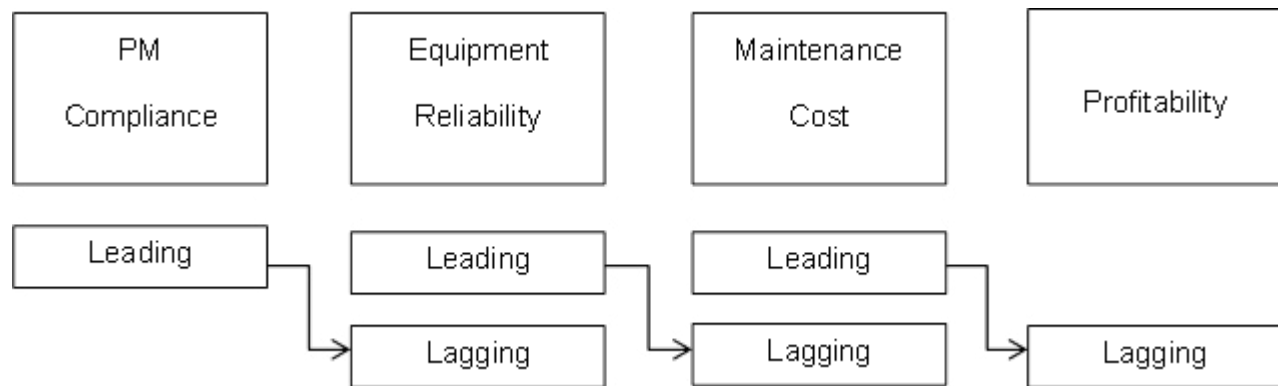 PM
Compliance
Equipment
Reliability
Maintenance
Cost
Profitability
Leading
Leading
Leading
Lagging
Lagging
Lagging